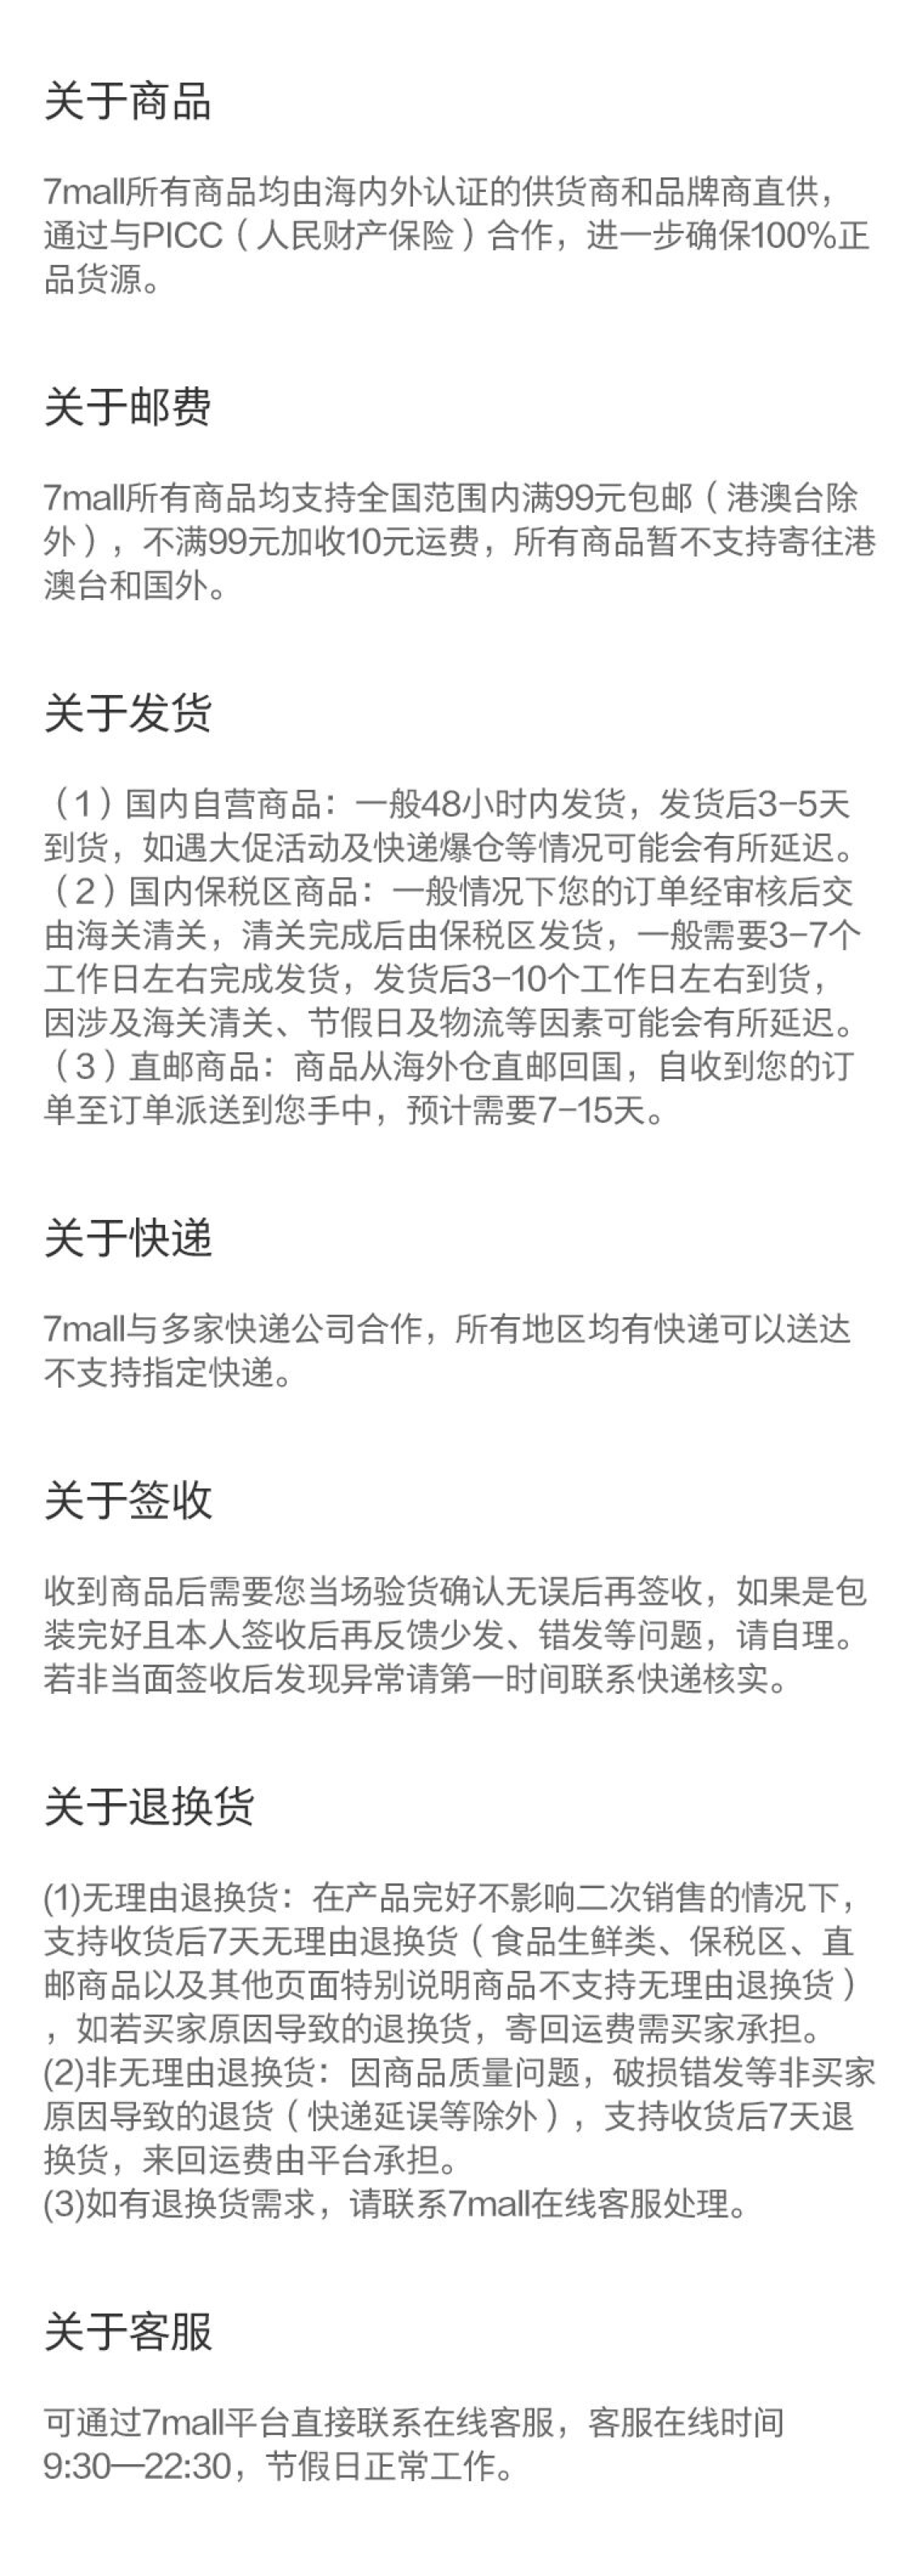 关于商品
7mall所有商品均由海内外认证的供货商和品牌商直供，
通过与PICC（人民财产保险）合作，进一步确保100%正
品货源。
关于邮费
7mall所有商品均支持全国范围内满99元包邮（港澳台除
外），不满99元加收10元运费，所有商品暂不支持寄往港
澳台和国外。
关于发货
（1）国内自营商品：一般48小时内发货，发货后3-5天
到货，如遇大促活动及快递爆仓等情况可能会有所延迟。
（2）国内保税区商品：一般情况下您的订单经审核后交
由海关清关，清关完成后由保税区发货，一般需要3-7个
工作日左右完成发货，发货后3-10个工作日左右到货，
因涉及海关清关、节假日及物流等因素可能会有所延迟。
（3）直邮商品：商品从海外仓直邮回国，自收到您的订
单至订单派送到您手中，预计需要7-15天。
关于快递
7mall与多家快递公司合作，所有地区均有快递可以送达
不支持指定快递。
关于签收
收到商品后需要您当场验货确认无误后再签收，如果是包
装完好且本人签收后再反馈少发、错发等问题，请自理。
若非当面签收后发现异常请第一时间联系快递核实。
关于退换货
(1)无理由退换货：在产品完好不影响二次销售的情况下，
支持收货后7天无理由退换货（食品生鲜类、保税区、直
邮商品以及其他页面特别说明商品不支持无理由退换货）
，如若买家原因导致的退换货，寄回运费需买家承担。
(2)非无理由退换货：因商品质量问题，破损错发等非买家
原因导致的退货（快递延误等除外），支持收货后7天退
换货，来回运费由平台承担。
(3)如有退换货需求，请联系7mall在线客服处理。
关于客服
可通过7mall平台直接联系在线客服，客服在线时间
9:30—22:30，节假日正常工作。